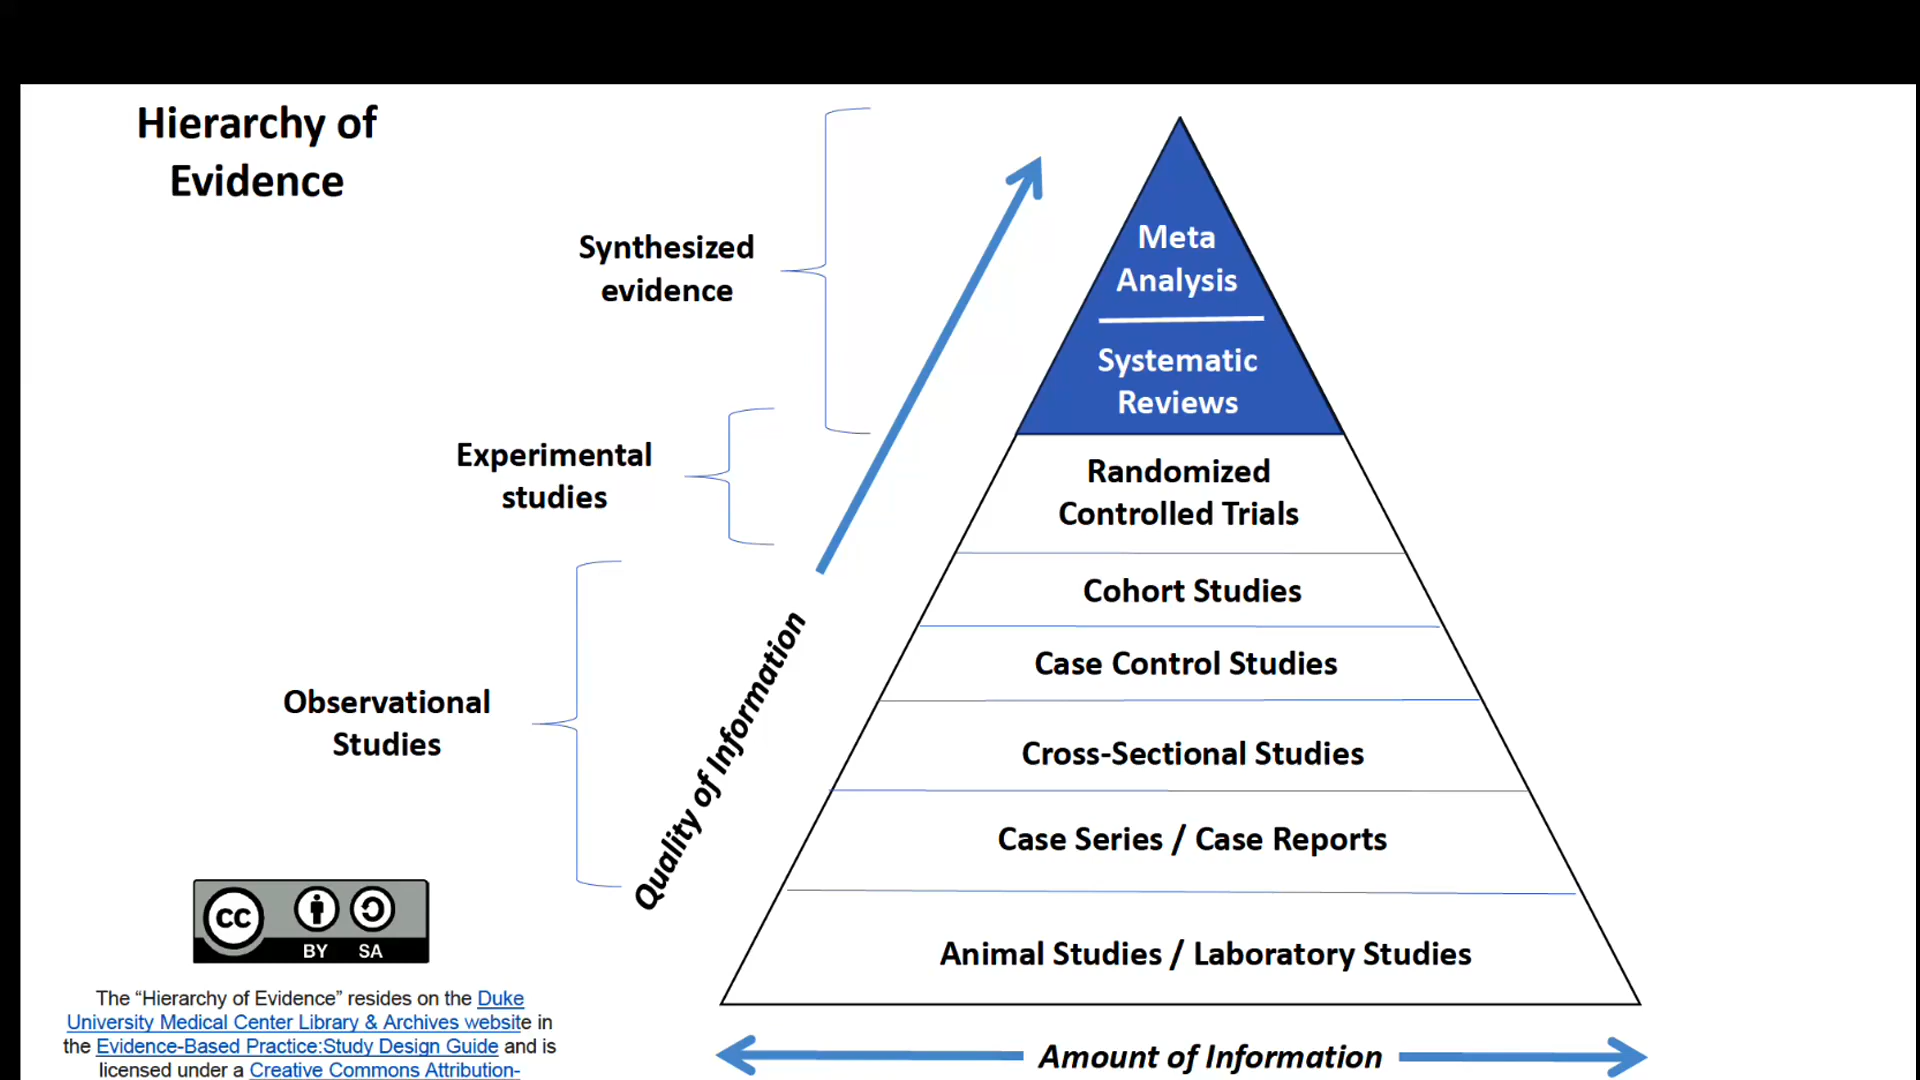 Hierarchy of
Evidence
Synthesized
evidence
Experimental
studies
Observational
Studies
Quality of Information
Meta
Analysis
Systematic
Reviews
Randomized
Controlled Trials
Cohort Studies
Case Control Studies
Cross-Sectional Studies
Case Series / Case Reports
Animal Studies / Laboratory Studies
Amount of Information
cc
BY SA
The “Hierarchy of Evidence” resides on the Duke
University Medical Center Library & Archives website in
the Evidence-Based Practice:Study Design Guide and is
licensed under a Creative Commons Attribution-